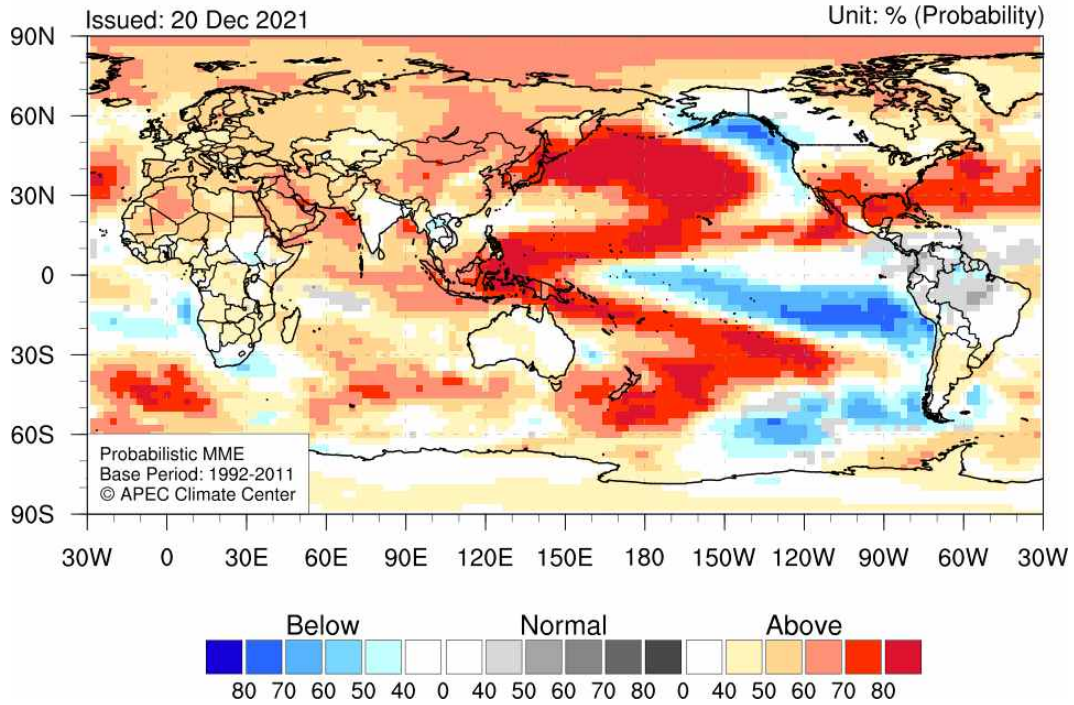 Issued: 20 Dec 2021
Unit: % (Probability)
90N
60N
30N
0
30S
60S
90S
Probabilistic MME
Base Period: 1992-2011
© APEC Climate Center
30W 0 30E 60E 90E 120E 150E 180 150W 120W 90W 60W 30W
Below Normal Above
80 70 60 50 40 0 40 50 60 70 80 0 40 50 60 70 80